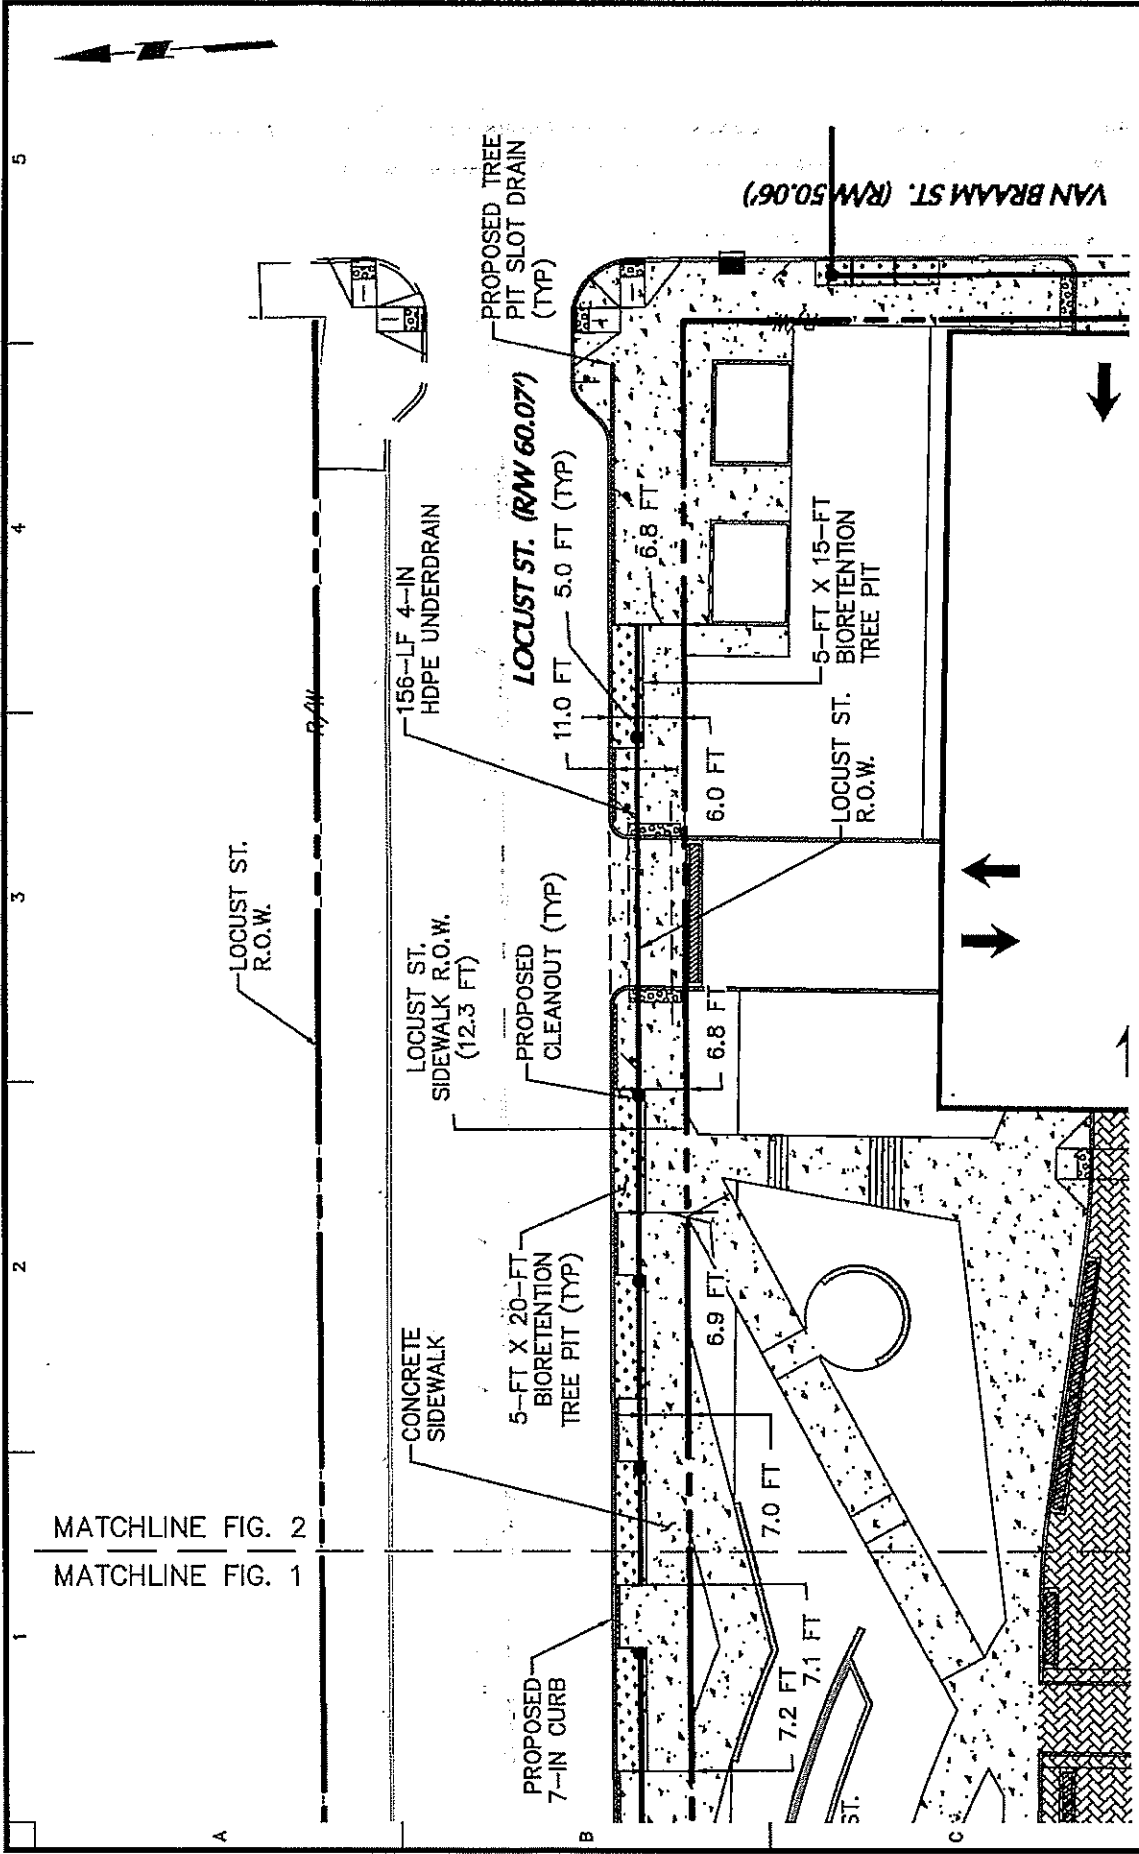 1
2
3
4
5
A
B
C
N
MATCHLINE FIG. 2
MATCHLINE FIG. 1
R/W
LOCUST ST.
R.O.W.
156-LF 4-IN
HDPE UNDERDRAIN
PROPOSED TREE
PIT SLOT DRAIN
(TYP)
LOCUST ST. (R/W 60.07')
CONCRETE
SIDEWALK
LOCUST ST.
SIDEWALK R.O.W.
(12.3 FT)
PROPOSED
CLEANOUT (TYP)
5-FT X 20-FT
BIORETENTION
TREE PIT (TYP)
PROPOSED
7-IN CURB
11.0 FT
5.0 FT (TYP)
6.8 FT
6.0 FT
5-FT X 15-FT
BIORETENTION
TREE PIT
LOCUST ST.
R.O.W.
6.8 FT
6.9 FT
7.0 FT
7.1 FT
7.2 FT
VAN BRAAM ST. (R/W 50.06')
ST.